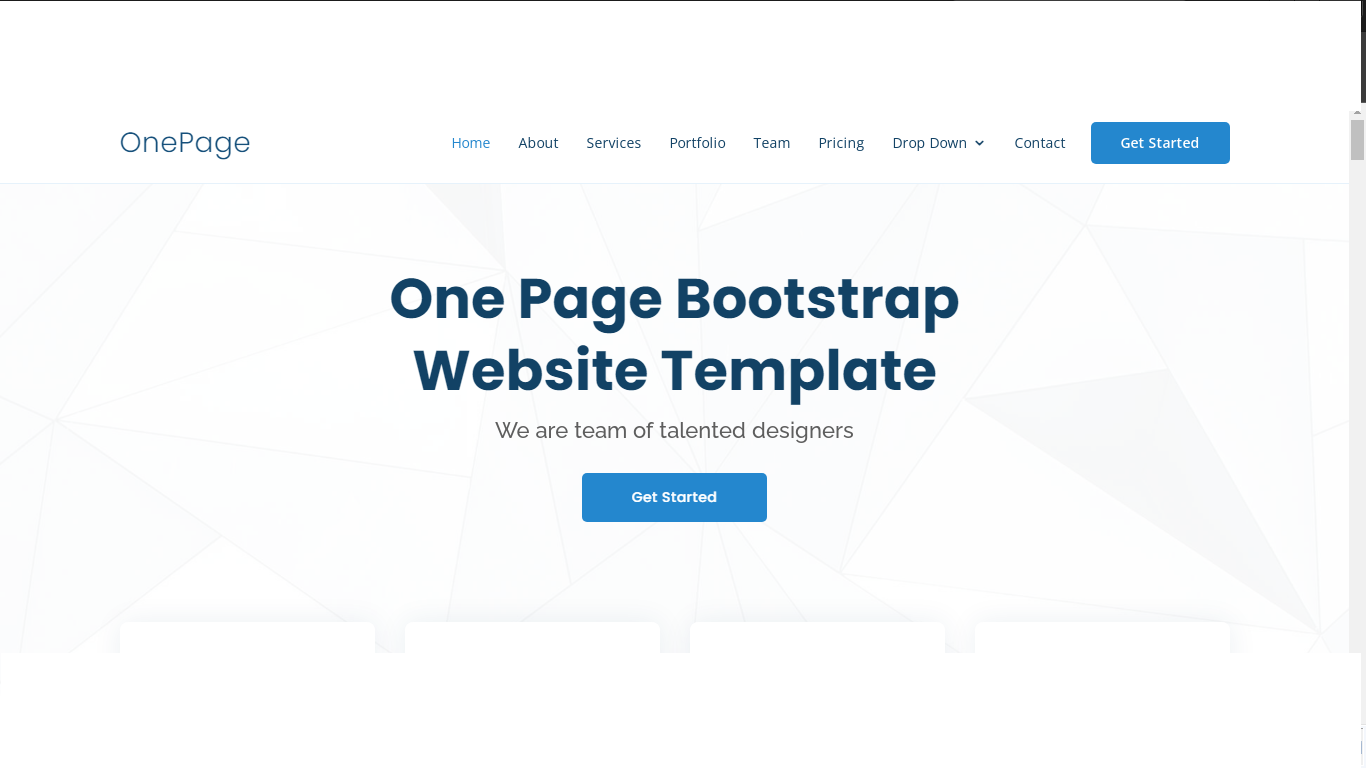 OnePage
Home About Services Portfolio Team Pricing Drop Down Contact Get Started
One Page Bootstrap
Website Template
We are team of talented designers
Get Started